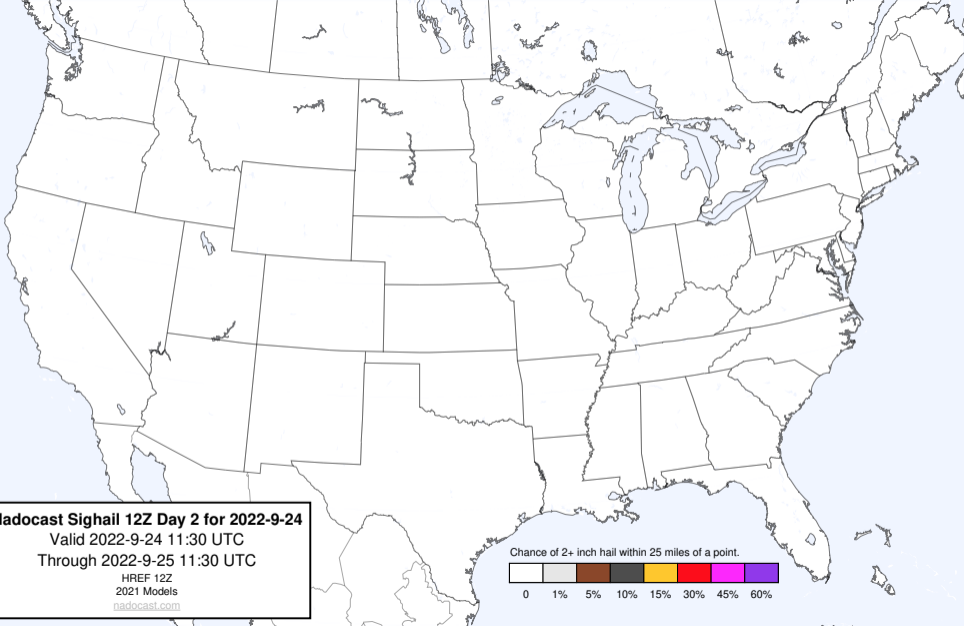 adocast Sighail 12Z Day 2 for 2022-9-24
Valid 2022-9-24 11:30 UTC
Through 2022-9-25 11:30 UTC
HREF 12Z
2021 Models
nadocast.com
Chance of 2+ inch hail within 25 miles of a point.
0 1% 5% 10% 15% 30% 45% 60%